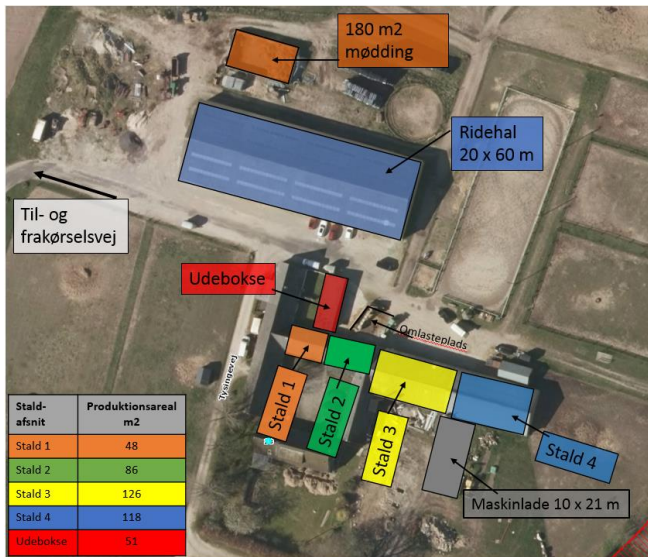 180 m2
mødding
Ridehal
20 x 60 m
Til- og
frakørselsvej
Udebokse
Omlasteplads
Tysingevej
Stald 1
Stald 2
Stald 3
Stald 4
Maskinlade 10 x 21 m
Stald-
afsnit
Produktionsareal
m2
Stald 1 48
Stald 2 86
Stald 3 126
Stald 4 118
Udebokse 51